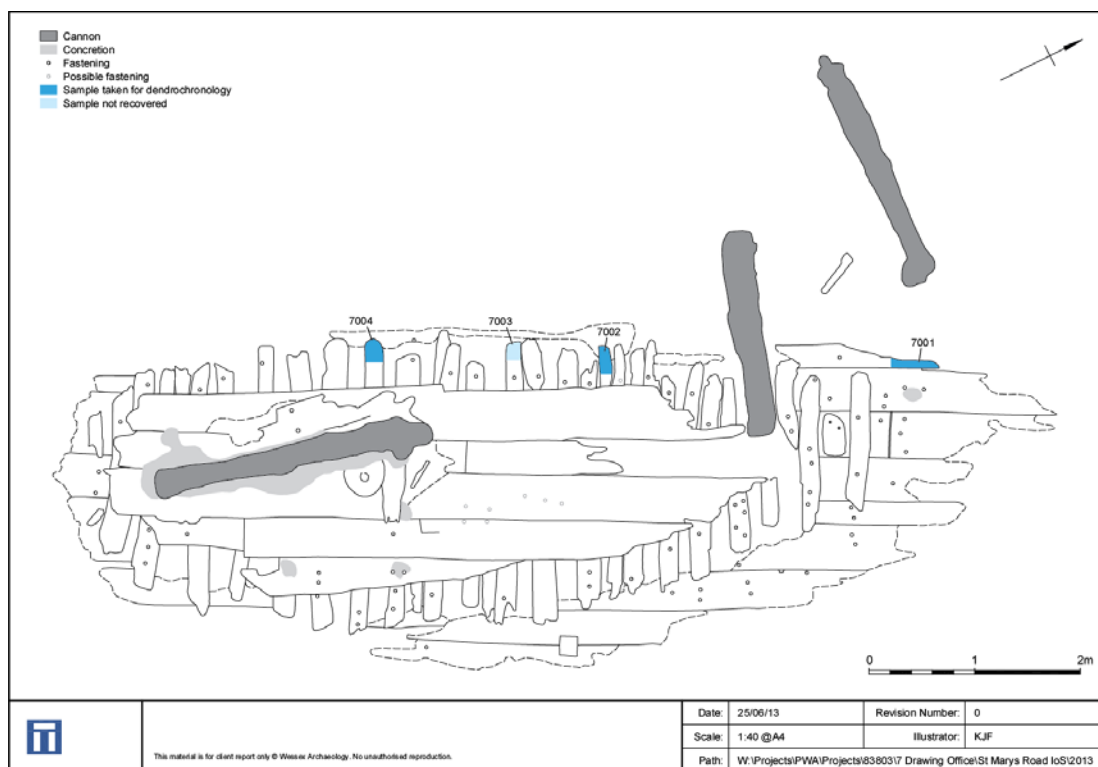 Cannon
Concretion
Fastening
Possible fastening
Sample taken for dendrochronology
Sample not recovered
7004
7003
7002
7001
0 1 2m
Date: 25/06/13 Revision Number: 0
Scale: 1:40 @A4 Illustrator: KJF
This material is for client report only © Wessex Archaeology. No unauthorised reproduction.
Path: W:\Projects\PWA\Projects\83803\7 Drawing Office\St Marys Road IoS\2013